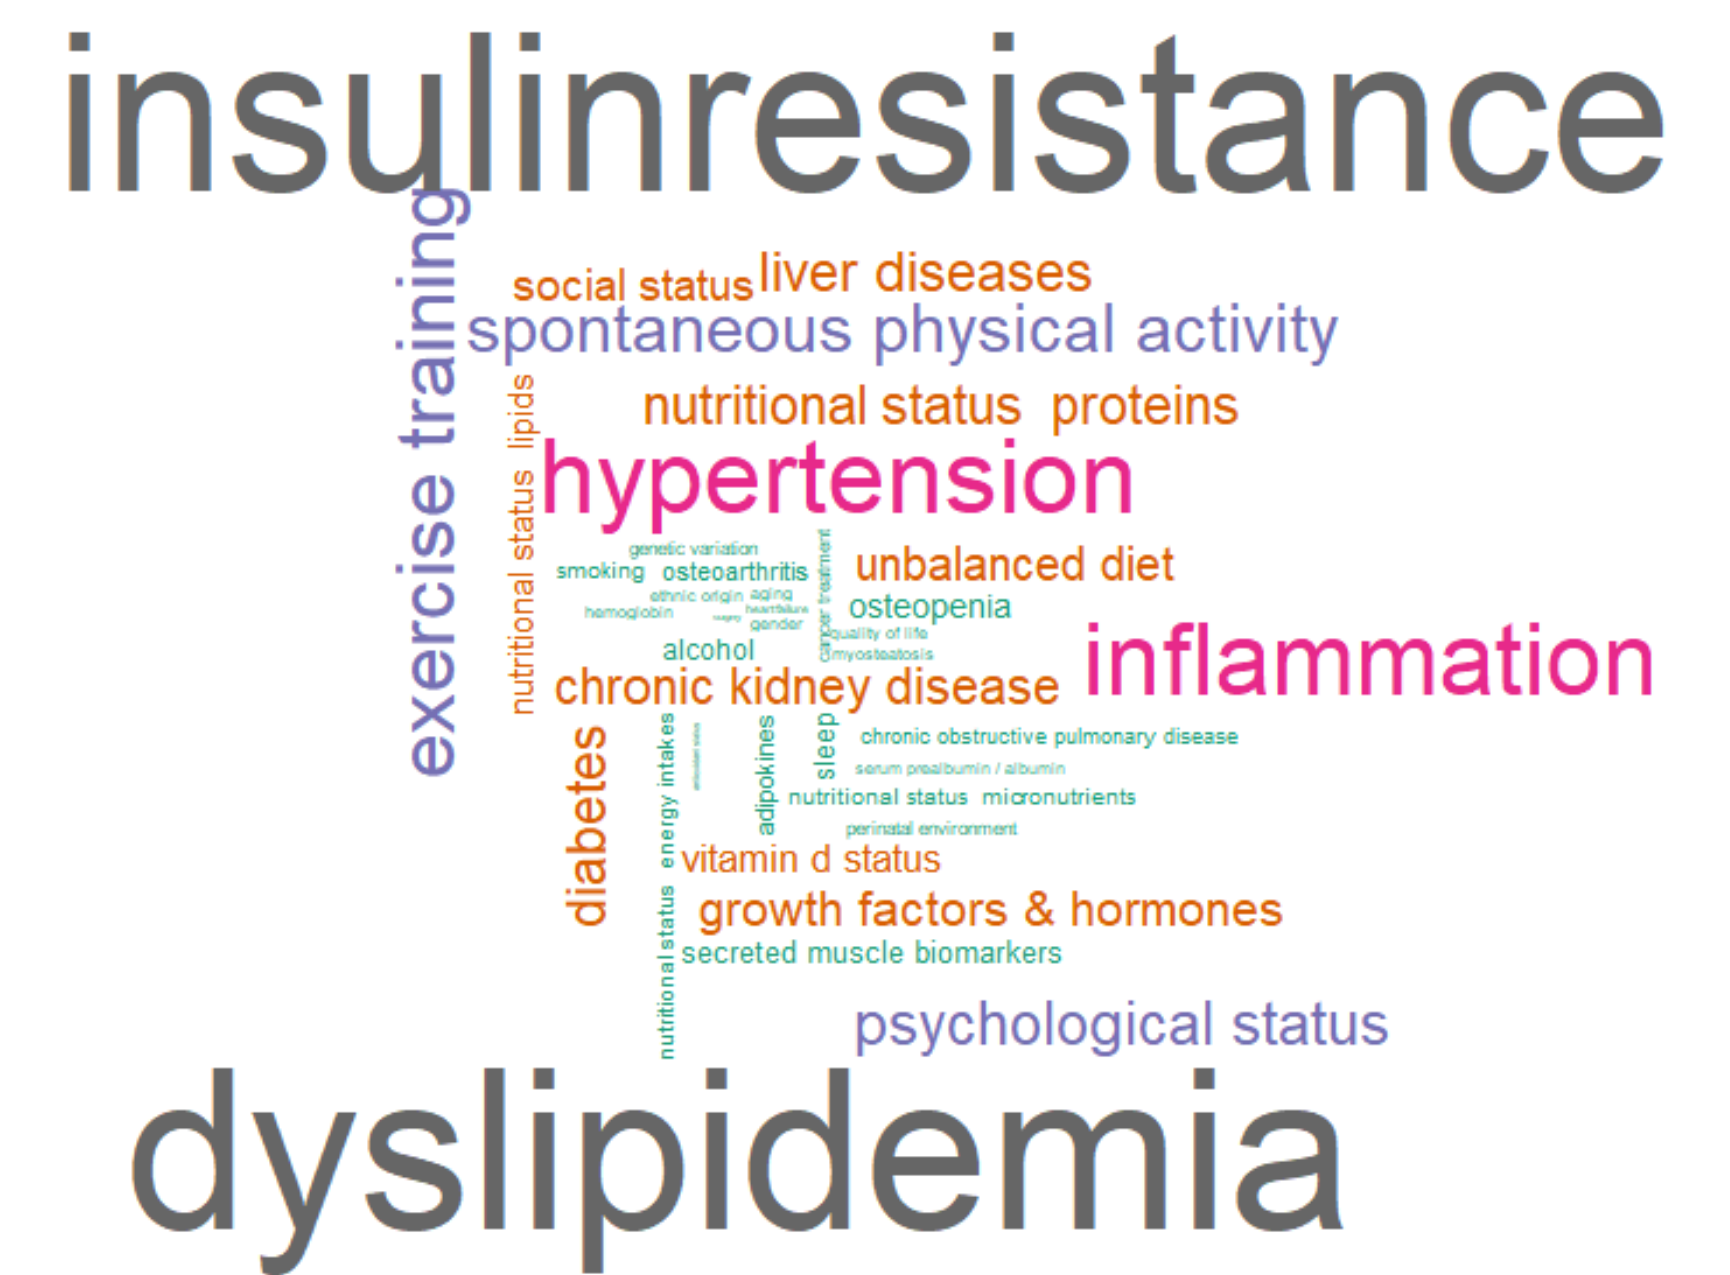 insulinresistance
exercise training
social status
liver diseases
spontaneous physical activity
nutritional status lipids
nutritional status proteins
hypertension
genetic variation
cancer treatment
unbalanced diet
smoking
osteoarthritis
ethnic origin
aging
osteopenia
hemoglobin
heartfailure
surgery
gender
quality of life
inflammation
alcohol
myosteatosis
chronic kidney disease
diabetes
nutritional status energy intakes
adipokines
sleep
chronic obstructive pulmonary disease
serum prealbumin / albumin
nutritional status micronutrients
perinatal environment
vitamin d status
growth factors & hormones
secreted muscle biomarkers
psychological status
dyslipidemia